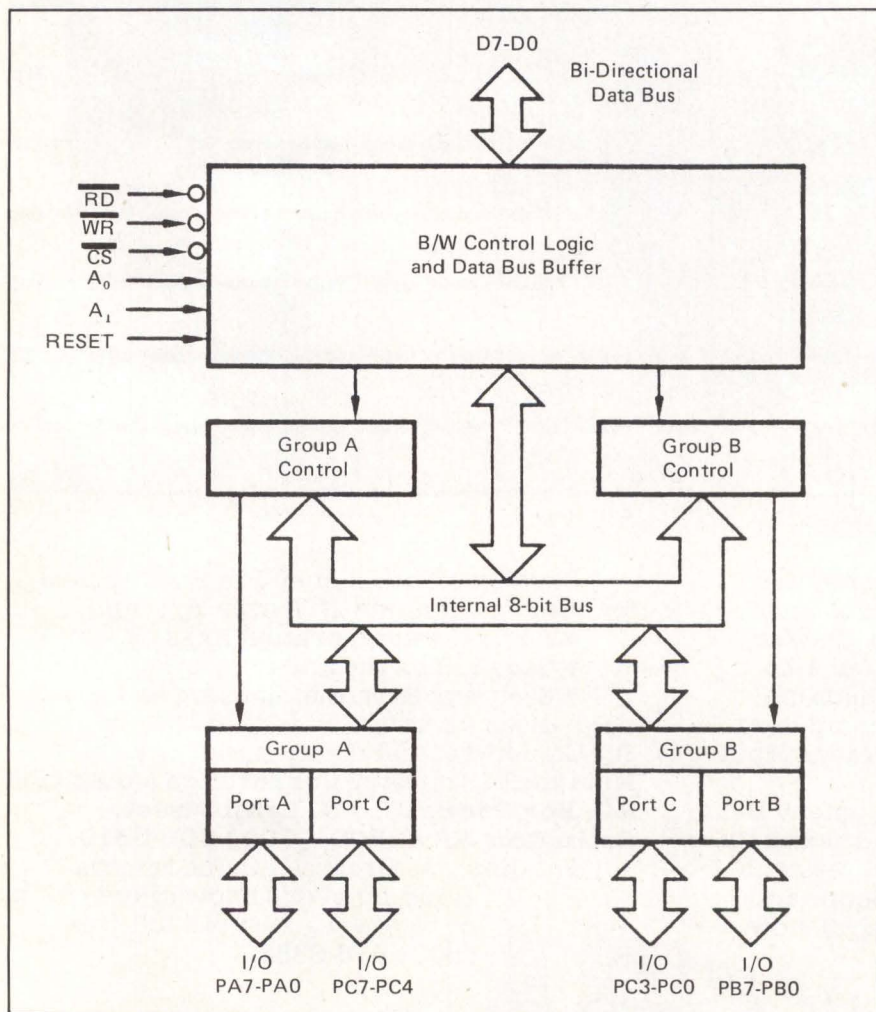 D7-D0
Bi-Directional
Data Bus
RD
WR
CS
A₀
A₁
RESET
B/W Control Logic
and Data Bus Buffer
Group A
Control
Group B
Control
Internal 8-bit Bus
Group A
Port A
Port C
Group B
Port C
Port B
I/O
PA7-PA0
I/O
PC7-PC4
I/O
PC3-PC0
I/O
PB7-PB0